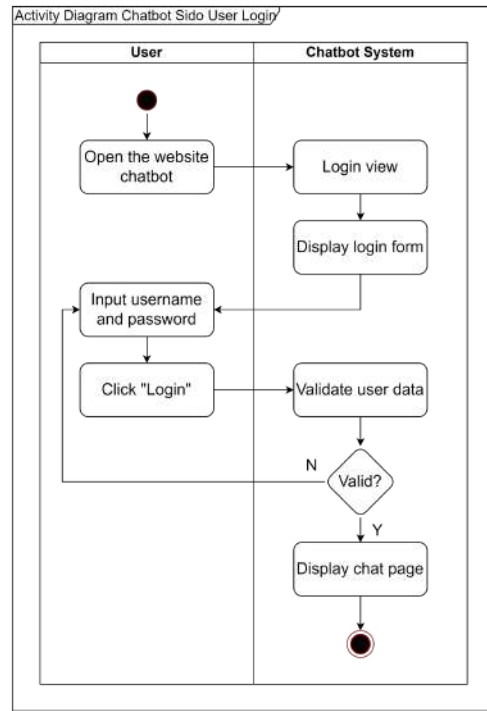 Activity Diagram Chatbot Sido User Login
User
Chatbot System
Open the website
chatbot
Login view
Display login form
Input username
and password
Click "Login"
Validate user data
N
Valid?
Y
Display chat page